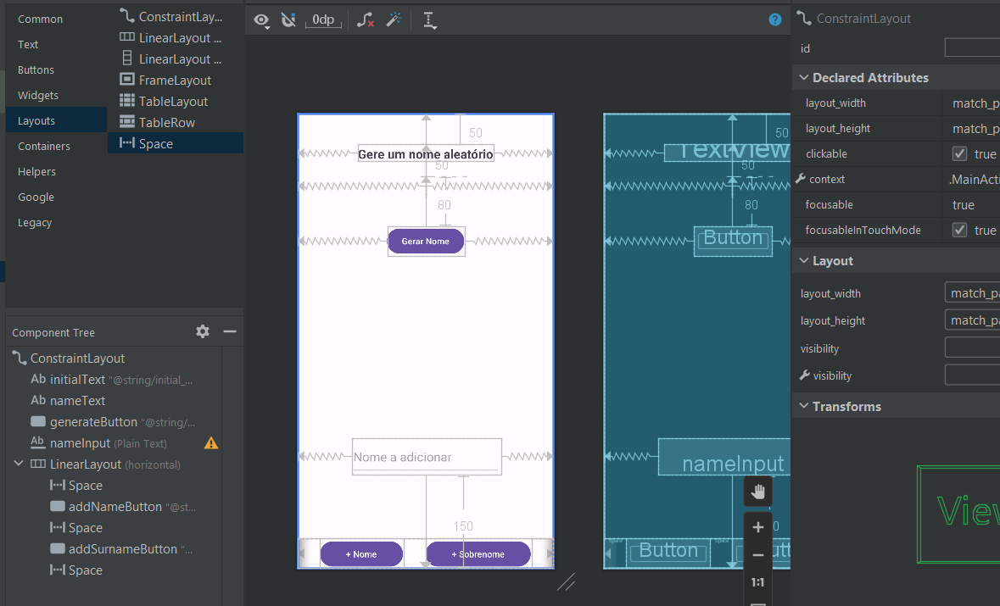 Common
Text
Buttons
Widgets
Layouts
Containers
Helpers
Google
Legacy
ConstraintLay...
LinearLayout ...
LinearLayout ...
FrameLayout
TableLayout
TableRow
Space
0dp
?
50
Gere um nome aleatório
50
80
Gerar Nome
Nome a adicionar
150
+ Nome
+ Sobrenome
50
TextView
50
80
Button
nameInput
0
Button
1:1
Component Tree
ConstraintLayout
Ab initialText "@string/initial_...
Ab nameText
generateButton "@string/...
Ab nameInput (Plain Text)
LinearLayout (horizontal)
Space
addNameButton "@st...
Space
addSurnameButton "...
Space
ConstraintLayout
id
Declared Attributes
layout_width match_pa
layout_height match_pa
clickable true
context .MainActi
focusable true
focusableInTouchMode true
Layout
layout_width match_pa
layout_height match_pa
visibility
visibility
Transforms
View